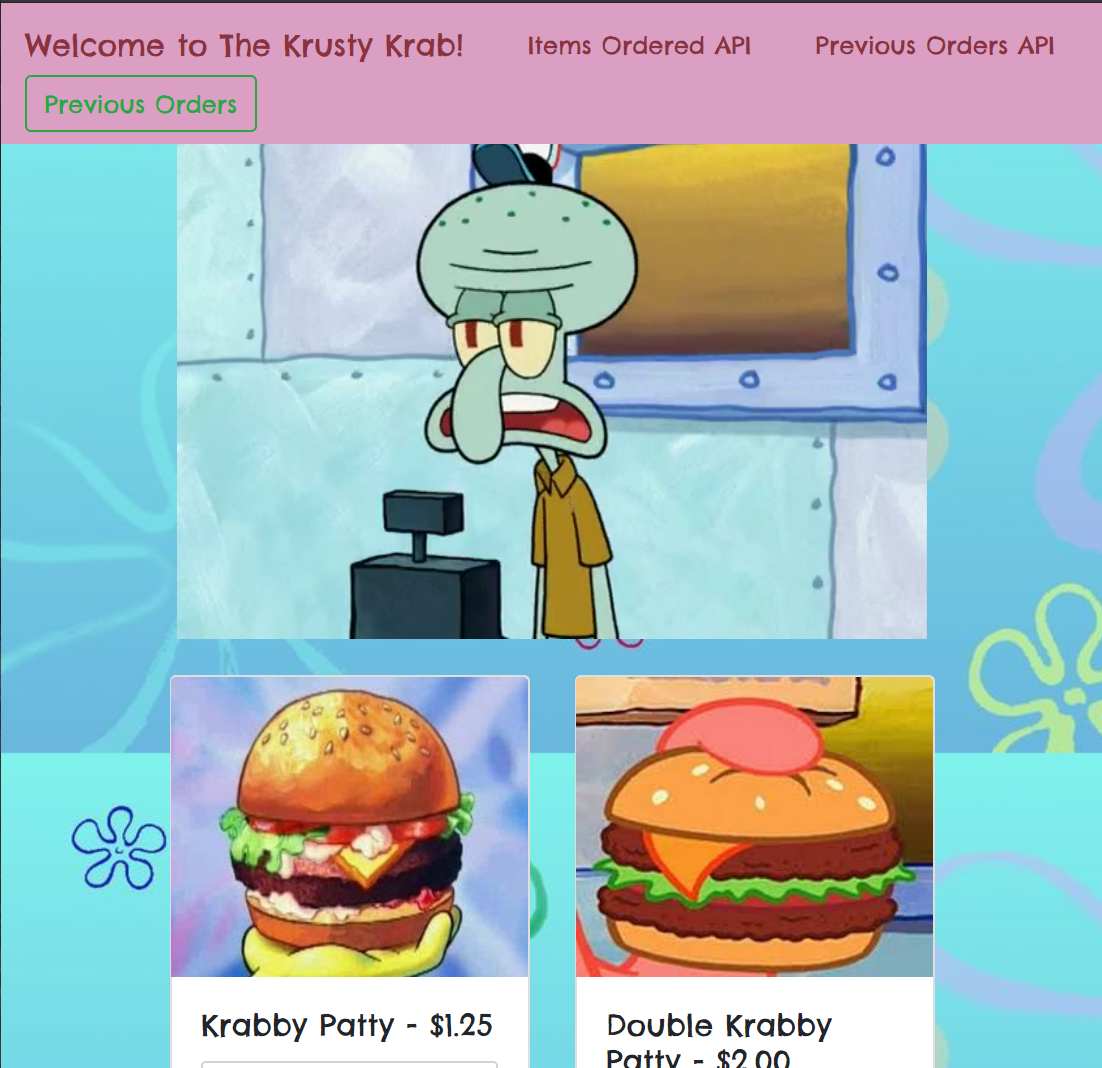 Welcome to The Krusty Krab! Items Ordered API Previous Orders API
Previous Orders
Krabby Patty - $1.25
Double Krabby
Patty - $2.00